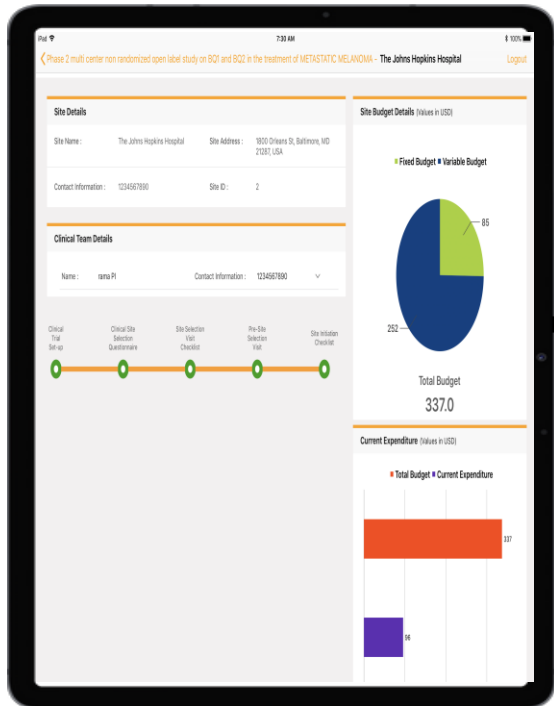 iPad 7:30 AM 100%
Phase 2 multi center non randomized open label study on BQ1 and BQ2 in the treatment of METASTATIC MELANOMA - The Johns Hopkins Hospital Logout
Site Details
Site Name : The Johns Hopkins Hospital Site Address : 1800 Orleans St, Baltimore, MD
21287, USA
Contact Information : 1234567890 Site ID : 2
Clinical Team Details
Name : rama PI Contact Information : 1234567890
Clinical
Trial
Set-up
Clinical Site
Selection
Questionnaire
Site Selection
Visit
Checklist
Pre-Site
Selection
Visit
Site Initiation
Checklist
Site Budget Details (Values in USD)
Fixed Budget Variable Budget
85
252
Total Budget
337.0
Current Expenditure (Values in USD)
Total Budget Current Expenditure
337
96